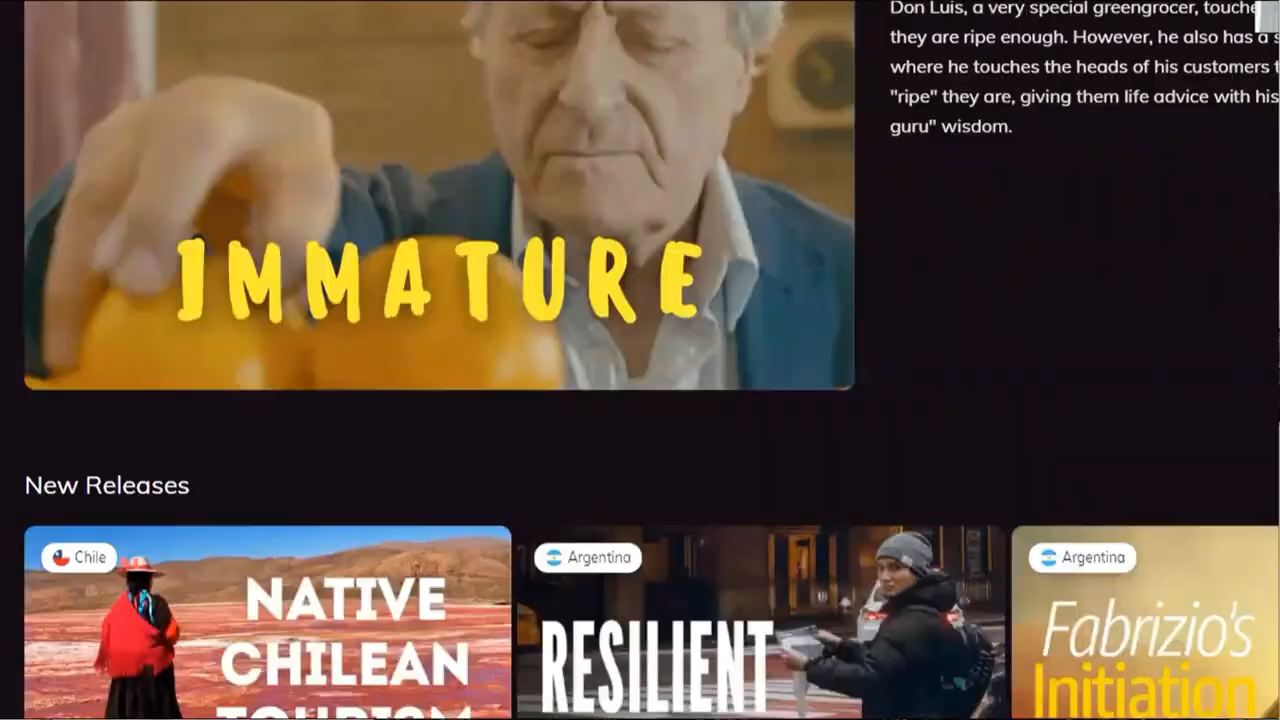 Don Luis, a very special greengrocer, touche
they are ripe enough. However, he also has a s
where he touches the heads of his customers t
"ripe" they are, giving them life advice with his
guru" wisdom.
IMMATURE
New Releases
Chile
NATIVE
CHILEAN
TOURISM
Argentina
RESILIENT
Argentina
Fabrizio's
Initiation